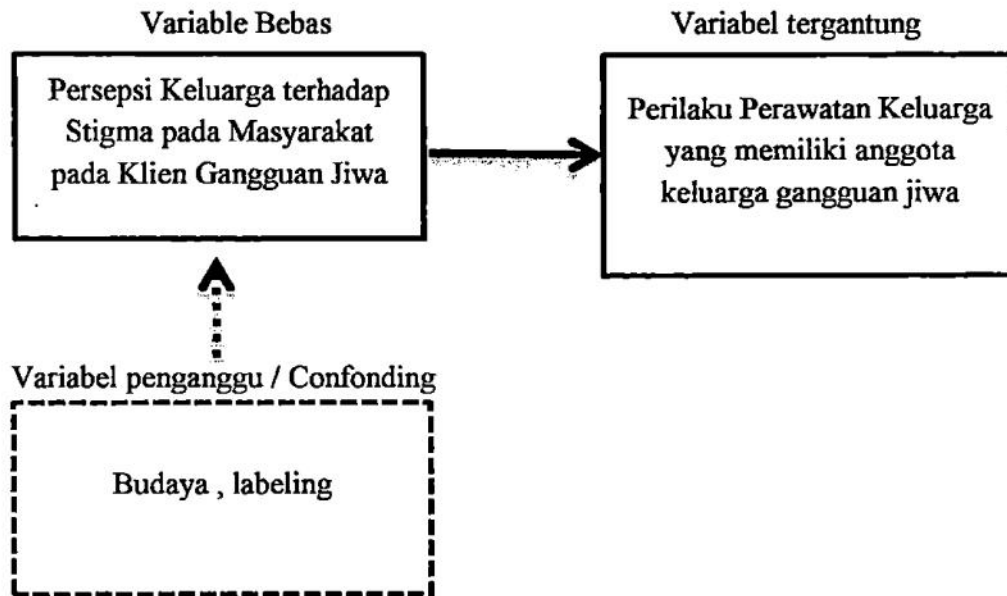 Variable Bebas
Persepsi Keluarga terhadap
Stigma pada Masyarakat
pada Klien Gangguan Jiwa
Variabel tergantung
Perilaku Perawatan Keluarga
yang memiliki anggota
keluarga gangguan jiwa
Variabel penganggu / Confonding
Budaya , labeling